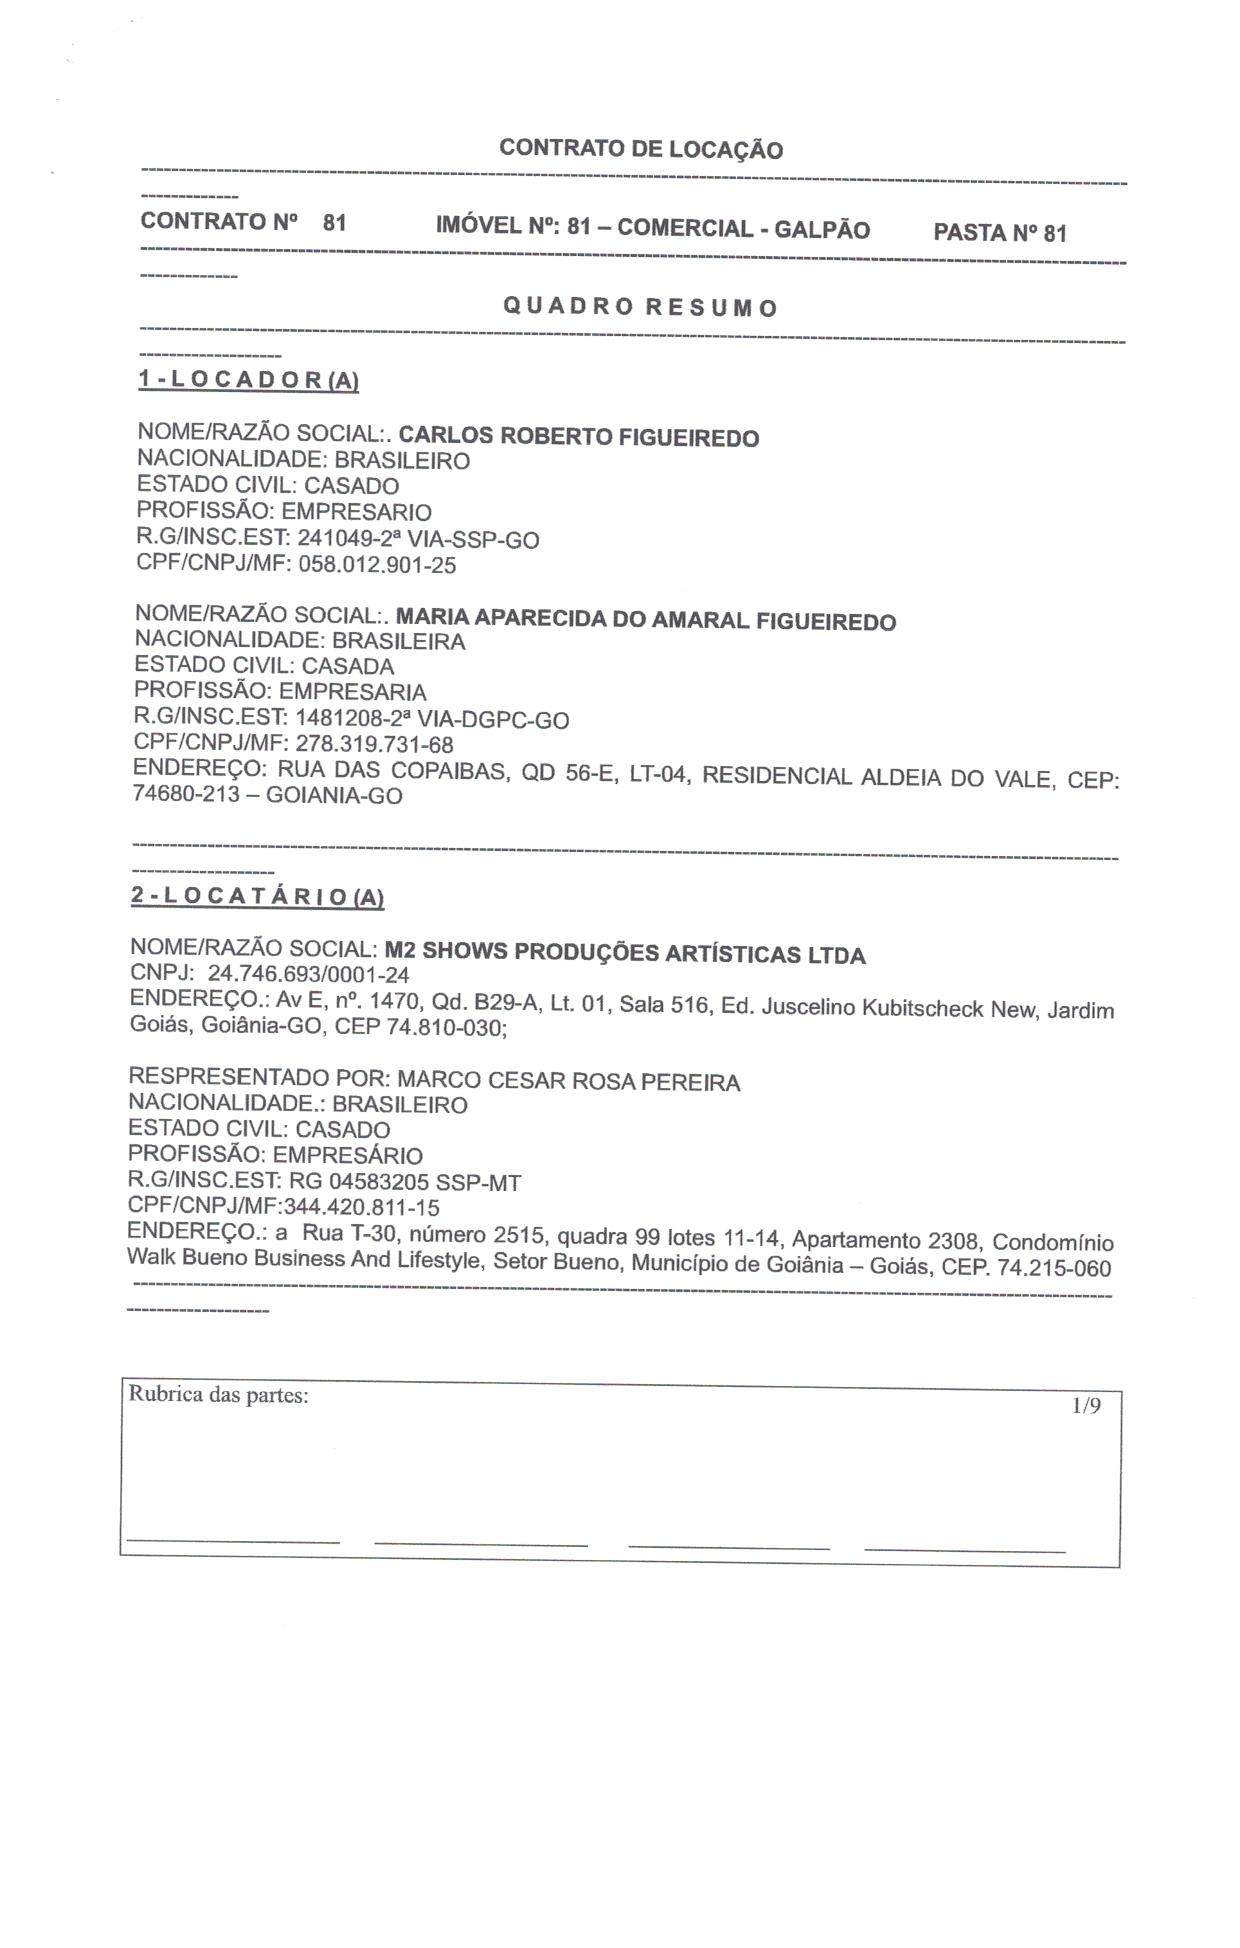 CONTRATO DE LOCAÇÃO
CONTRATO Nº 81 IMÓVEL Nº: 81 – COMERCIAL - GALPÃO PASTA Nº 81
Q U A D R O R E S U M O
1 - L O C A D O R (A)
NOME/RAZÃO SOCIAL:. CARLOS ROBERTO FIGUEIREDO
NACIONALIDADE: BRASILEIRO
ESTADO CIVIL: CASADO
PROFISSÃO: EMPRESARIO
R.G/INSC.EST: 241049-2ª VIA-SSP-GO
CPF/CNPJ/MF: 058.012.901-25
NOME/RAZÃO SOCIAL:. MARIA APARECIDA DO AMARAL FIGUEIREDO
NACIONALIDADE: BRASILEIRA
ESTADO CIVIL: CASADA
PROFISSÃO: EMPRESARIA
R.G/INSC.EST: 1481208-2ª VIA-DGPC-GO
CPF/CNPJ/MF: 278.319.731-68
ENDEREÇO: RUA DAS COPAIBAS, QD 56-E, LT-04, RESIDENCIAL ALDEIA DO VALE, CEP:
74680-213 – GOIANIA-GO
2 - L O C A T Á R I O (A)
NOME/RAZÃO SOCIAL: M2 SHOWS PRODUÇÕES ARTÍSTICAS LTDA
CNPJ: 24.746.693/0001-24
ENDEREÇO.: Av E, nº. 1470, Qd. B29-A, Lt. 01, Sala 516, Ed. Juscelino Kubitscheck New, Jardim
Goiás, Goiânia-GO, CEP 74.810-030;
RESPRESENTADO POR: MARCO CESAR ROSA PEREIRA
NACIONALIDADE.: BRASILEIRO
ESTADO CIVIL: CASADO
PROFISSÃO: EMPRESÁRIO
R.G/INSC.EST: RG 04583205 SSP-MT
CPF/CNPJ/MF:344.420.811-15
ENDEREÇO.: a Rua T-30, número 2515, quadra 99 lotes 11-14, Apartamento 2308, Condomínio
Walk Bueno Business And Lifestyle, Setor Bueno, Município de Goiânia – Goiás, CEP. 74.215-060
Rubrica das partes: 1/9